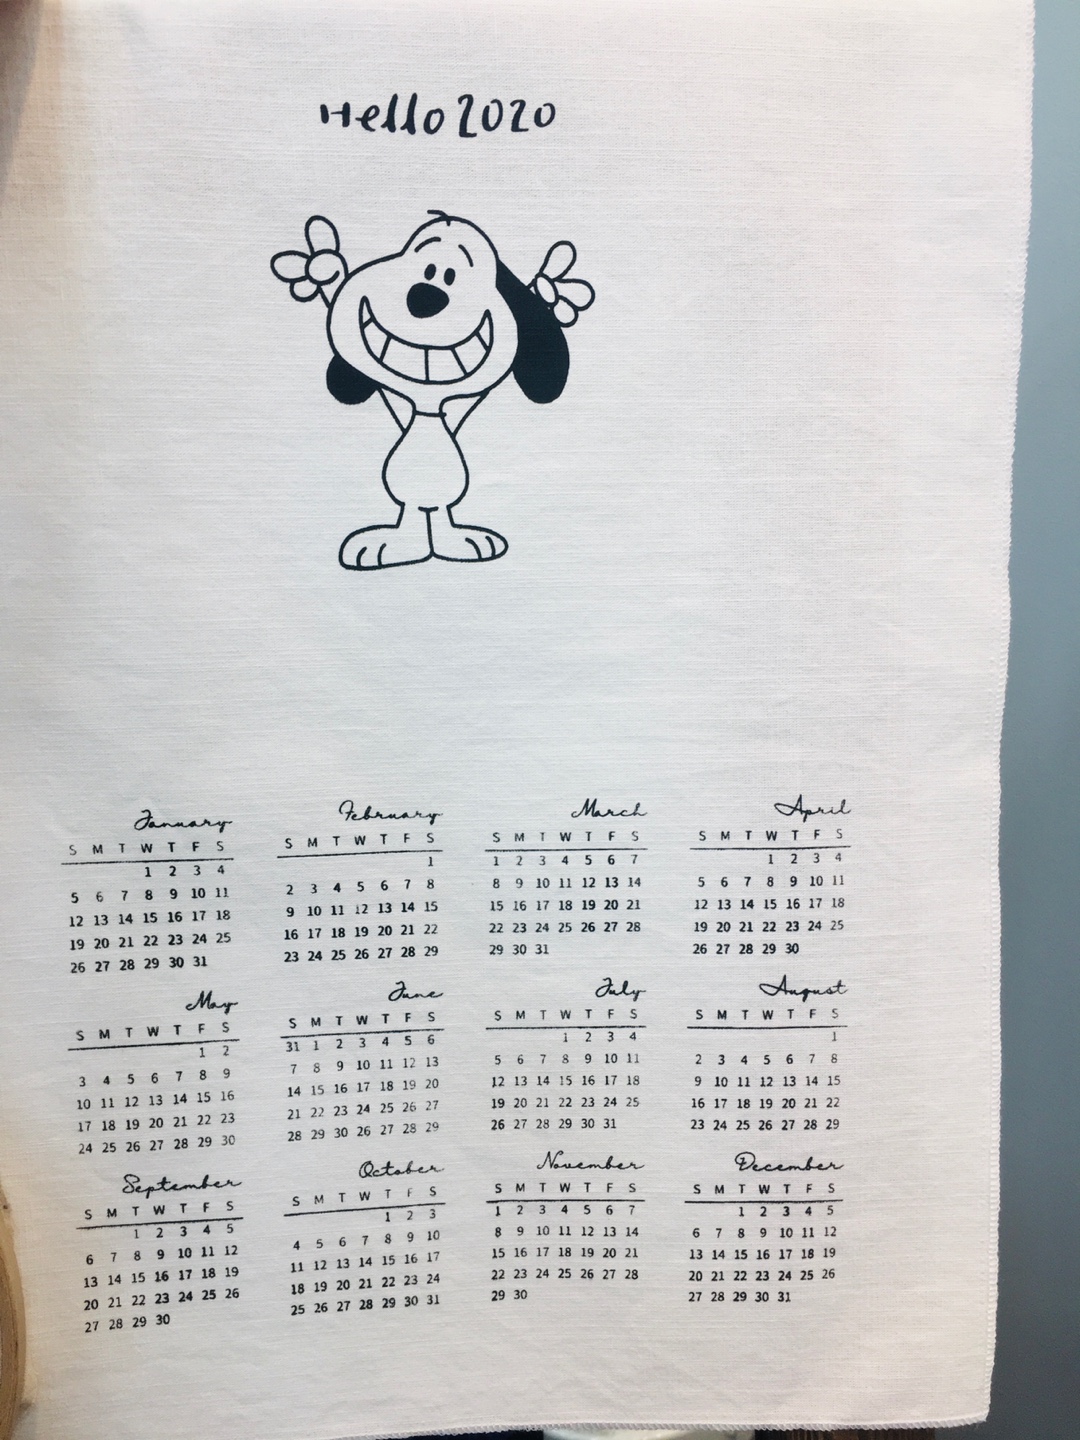 Hello 2020
January
S M T W T F S
1 2 3 4
5 6 7 8 9 10 11
12 13 14 15 16 17 18
19 20 21 22 23 24 25
26 27 28 29 30 31
February
S M T W T F S
1
2 3 4 5 6 7 8
9 10 11 12 13 14 15
16 17 18 19 20 21 22
23 24 25 26 27 28 29
March
S M T W T F S
1 2 3 4 5 6 7
8 9 10 11 12 13 14
15 16 17 18 19 20 21
22 23 24 25 26 27 28
29 30 31
April
S M T W T F S
1 2 3 4
5 6 7 8 9 10 11
12 13 14 15 16 17 18
19 20 21 22 23 24 25
26 27 28 29 30
May
S M T W T F S
1 2
3 4 5 6 7 8 9
10 11 12 13 14 15 16
17 18 19 20 21 22 23
24 25 26 27 28 29 30
June
S M T W T F S
31 1 2 3 4 5 6
7 8 9 10 11 12 13
14 15 16 17 18 19 20
21 22 23 24 25 26 27
28 29 30 26 27 28 29
July
S M T W T F S
1 2 3 4
5 6 7 8 9 10 11
12 13 14 15 16 17 18
19 20 21 22 23 24 25
26 27 28 29 30 31
August
S M T W T F S
1
2 3 4 5 6 7 8
9 10 11 12 13 14 15
16 17 18 19 20 21 22
23 24 25 26 27 28 29
September
S M T W T F S
1 2 3 4 5
6 7 8 9 10 11 12
13 14 15 16 17 18 19
20 21 22 23 24 25 26
27 28 29 30
October
S M T W T F S
1 2 3
4 5 6 7 8 9 10
11 12 13 14 15 16 17
18 19 20 21 22 23 24
25 26 27 28 29 30 31
November
S M T W T F S
1 2 3 4 5 6 7
8 9 10 11 12 13 14
15 16 17 18 19 20 21
22 23 24 25 26 27 28
29 30
December
S M T W T F S
1 2 3 4 5
6 7 8 9 10 11 12
13 14 15 16 17 18 19
20 21 22 23 24 25 26
27 28 29 30 31